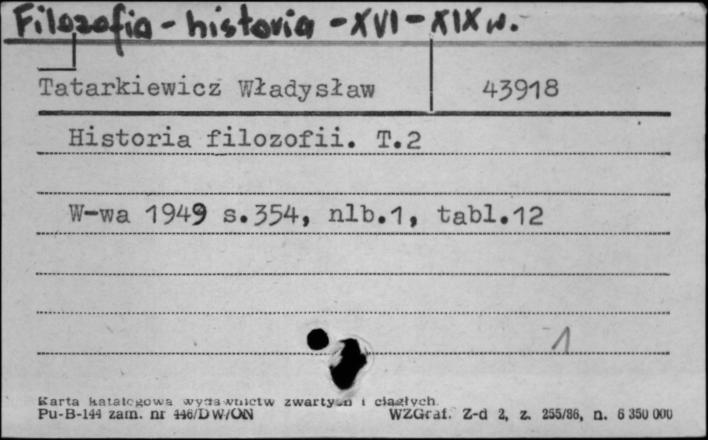 Filozofia - historia - XVI - XIX w.
Tatarkiewicz Władysław 43918
Historia filozofii. T.2
W-wa 1949 s.354, nlb.1, tabl.12
1
Karta katalogowa wydawnictw zwartych i ciągłych.
Pu-B-144 zam. nr 446/DW/ON WZGraf. Z-d 2, z. 255/86, n. 6 350 000